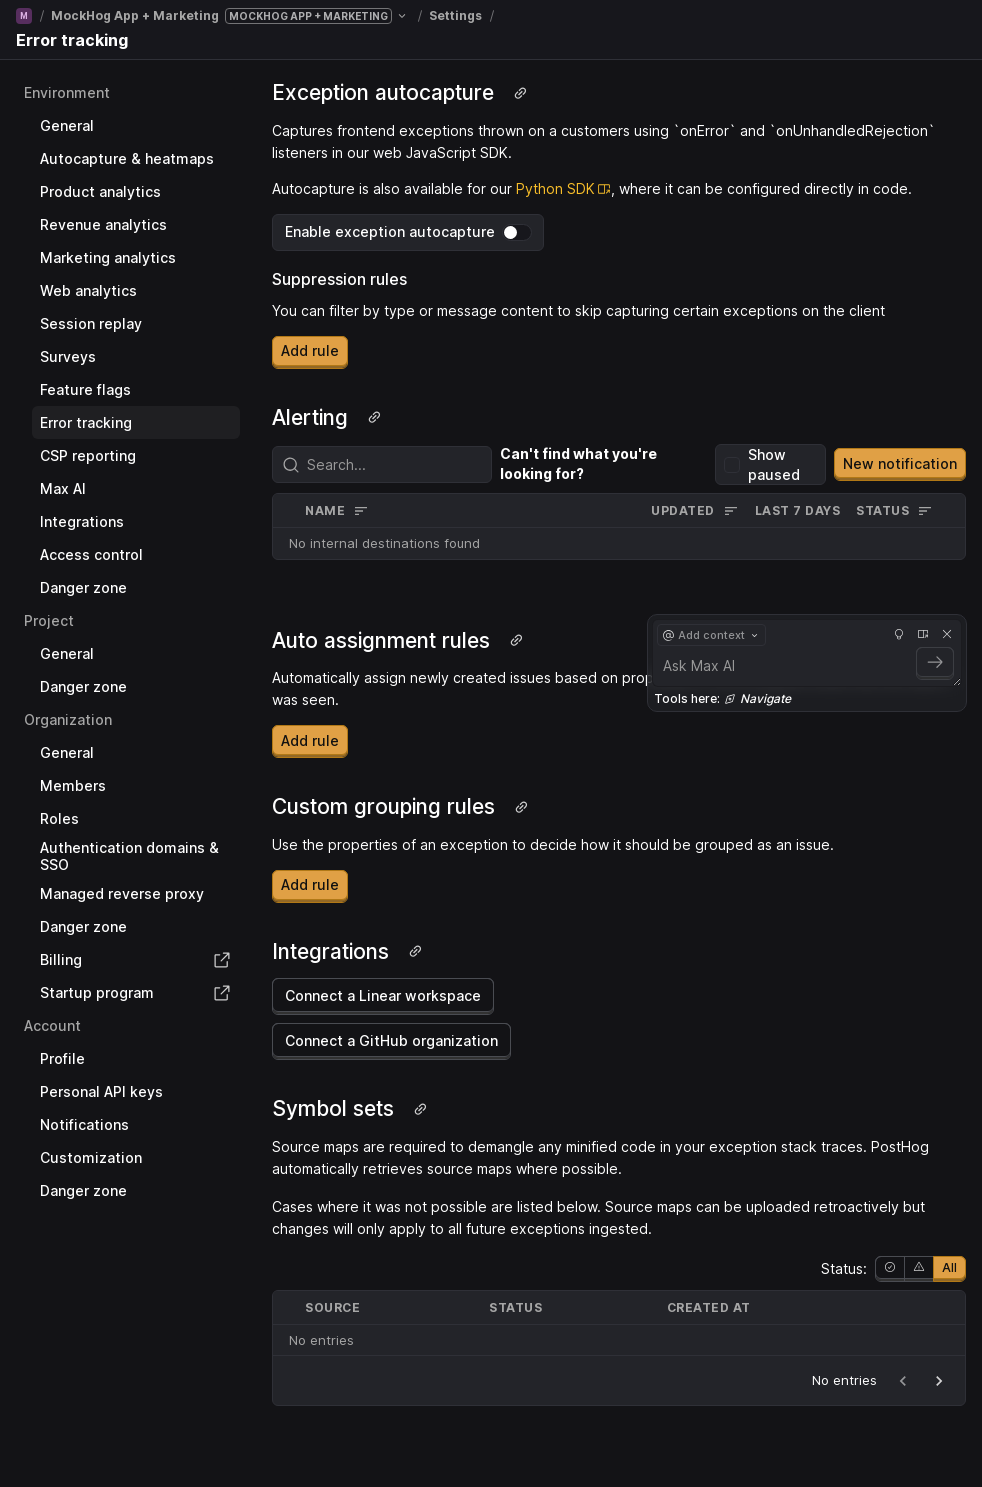 M / MockHog App + Marketing MOCKHOG APP + MARKETING / Settings /
Error tracking
Environment
General
Autocapture & heatmaps
Product analytics
Revenue analytics
Marketing analytics
Web analytics
Session replay
Surveys
Feature flags
Error tracking
CSP reporting
Max AI
Integrations
Access control
Danger zone
Project
General
Danger zone
Organization
General
Members
Roles
Authentication domains &
SSO
Managed reverse proxy
Danger zone
Billing
Startup program
Account
Profile
Personal API keys
Notifications
Customization
Danger zone
Exception autocapture
Captures frontend exceptions thrown on a customers using `onError` and `onUnhandledRejection`
listeners in our web JavaScript SDK.
Autocapture is also available for our Python SDK, where it can be configured directly in code.
Enable exception autocapture
Suppression rules
You can filter by type or message content to skip capturing certain exceptions on the client
Add rule
Alerting
Search...
Can't find what you're
looking for?
Show
paused
New notification
NAME UPDATED LAST 7 DAYS STATUS
No internal destinations found
Auto assignment rules
Automatically assign newly created issues based on prop
was seen.
Add rule
@ Add context
Ask Max AI
Tools here: Navigate
Custom grouping rules
Use the properties of an exception to decide how it should be grouped as an issue.
Add rule
Integrations
Connect a Linear workspace
Connect a GitHub organization
Symbol sets
Source maps are required to demangle any minified code in your exception stack traces. PostHog
automatically retrieves source maps where possible.
Cases where it was not possible are listed below. Source maps can be uploaded retroactively but
changes will only apply to all future exceptions ingested.
Status: All
SOURCE STATUS CREATED AT
No entries
No entries